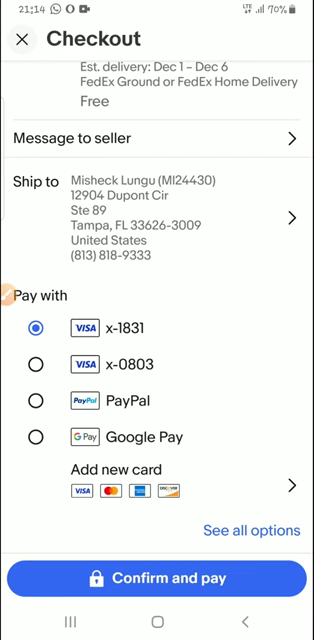 21:14 LTE 70%
Checkout
Est. delivery: Dec 1 – Dec 6
FedEx Ground or FedEx Home Delivery
Free
Message to seller
Ship to
Misheck Lungu (MI24430)
12904 Dupont Cir
Ste 89
Tampa, FL 33626-3009
United States
(813) 818-9333
Pay with
VISA x-1831
VISA x-0803
PayPal PayPal
G Pay Google Pay
Add new card
VISA
See all options
Confirm and pay